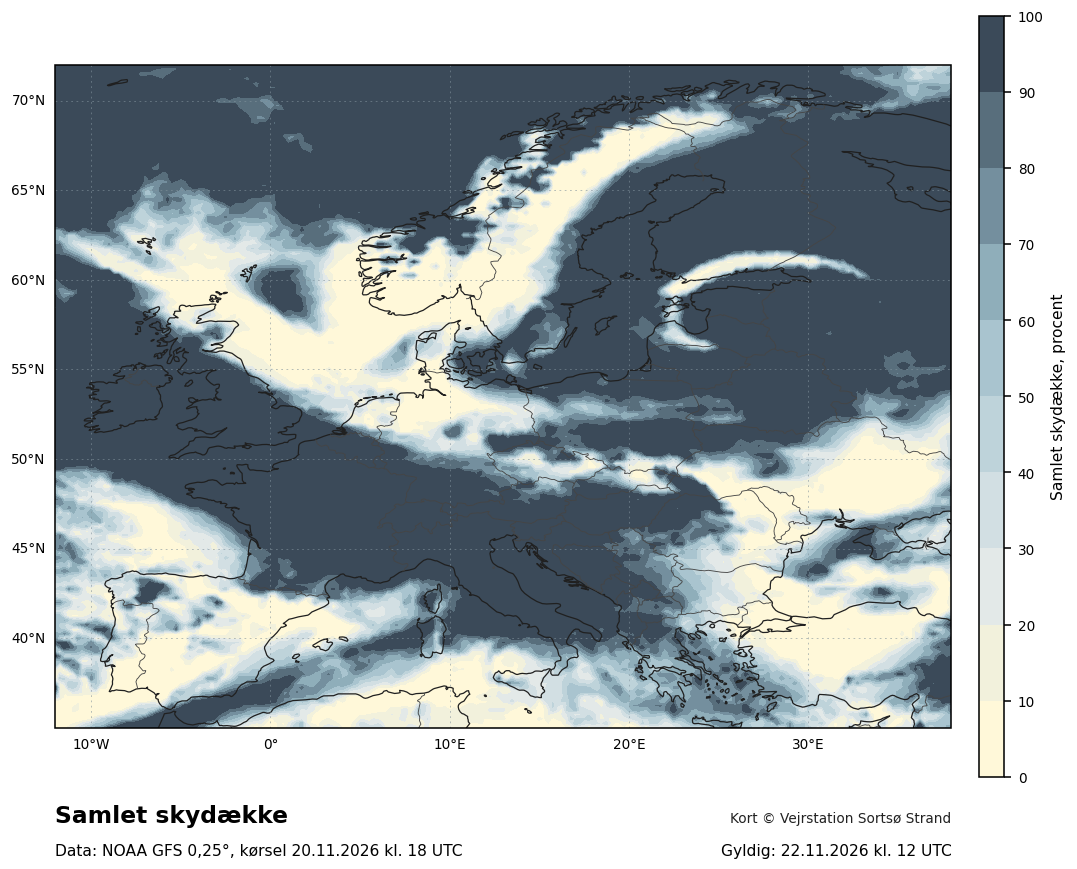 100
90
80
70
60
50
40
30
20
10
0
Samlet skydække, procent
70°N
65°N
60°N
55°N
50°N
45°N
40°N
10°W
0°
10°E
20°E
30°E
Samlet skydække
Kort © Vejrstation Sortsø Strand
Data: NOAA GFS 0,25°, kørsel 20.11.2026 kl. 18 UTC
Gyldig: 22.11.2026 kl. 12 UTC